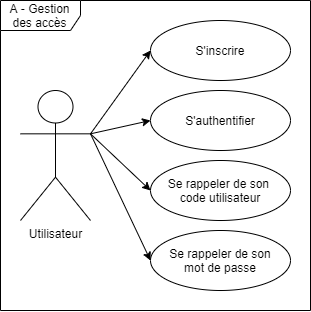 A - Gestion
des accès
S'inscrire
S'authentifier
Se rappeler de son
code utilisateur
Utilisateur
Se rappeler de son
mot de passe